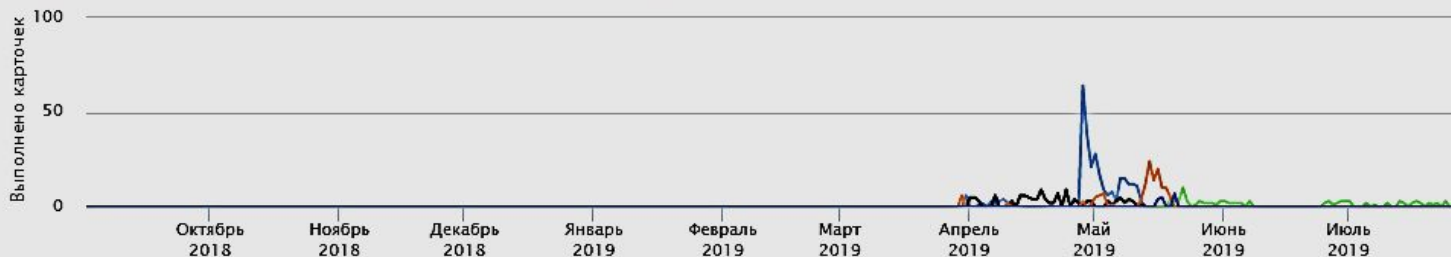 Выполнено карточек
100
50
0
Октябрь 2018
Ноябрь 2018
Декабрь 2018
Январь 2019
Февраль 2019
Март 2019
Апрель 2019
Май 2019
Июнь 2019
Июль 2019